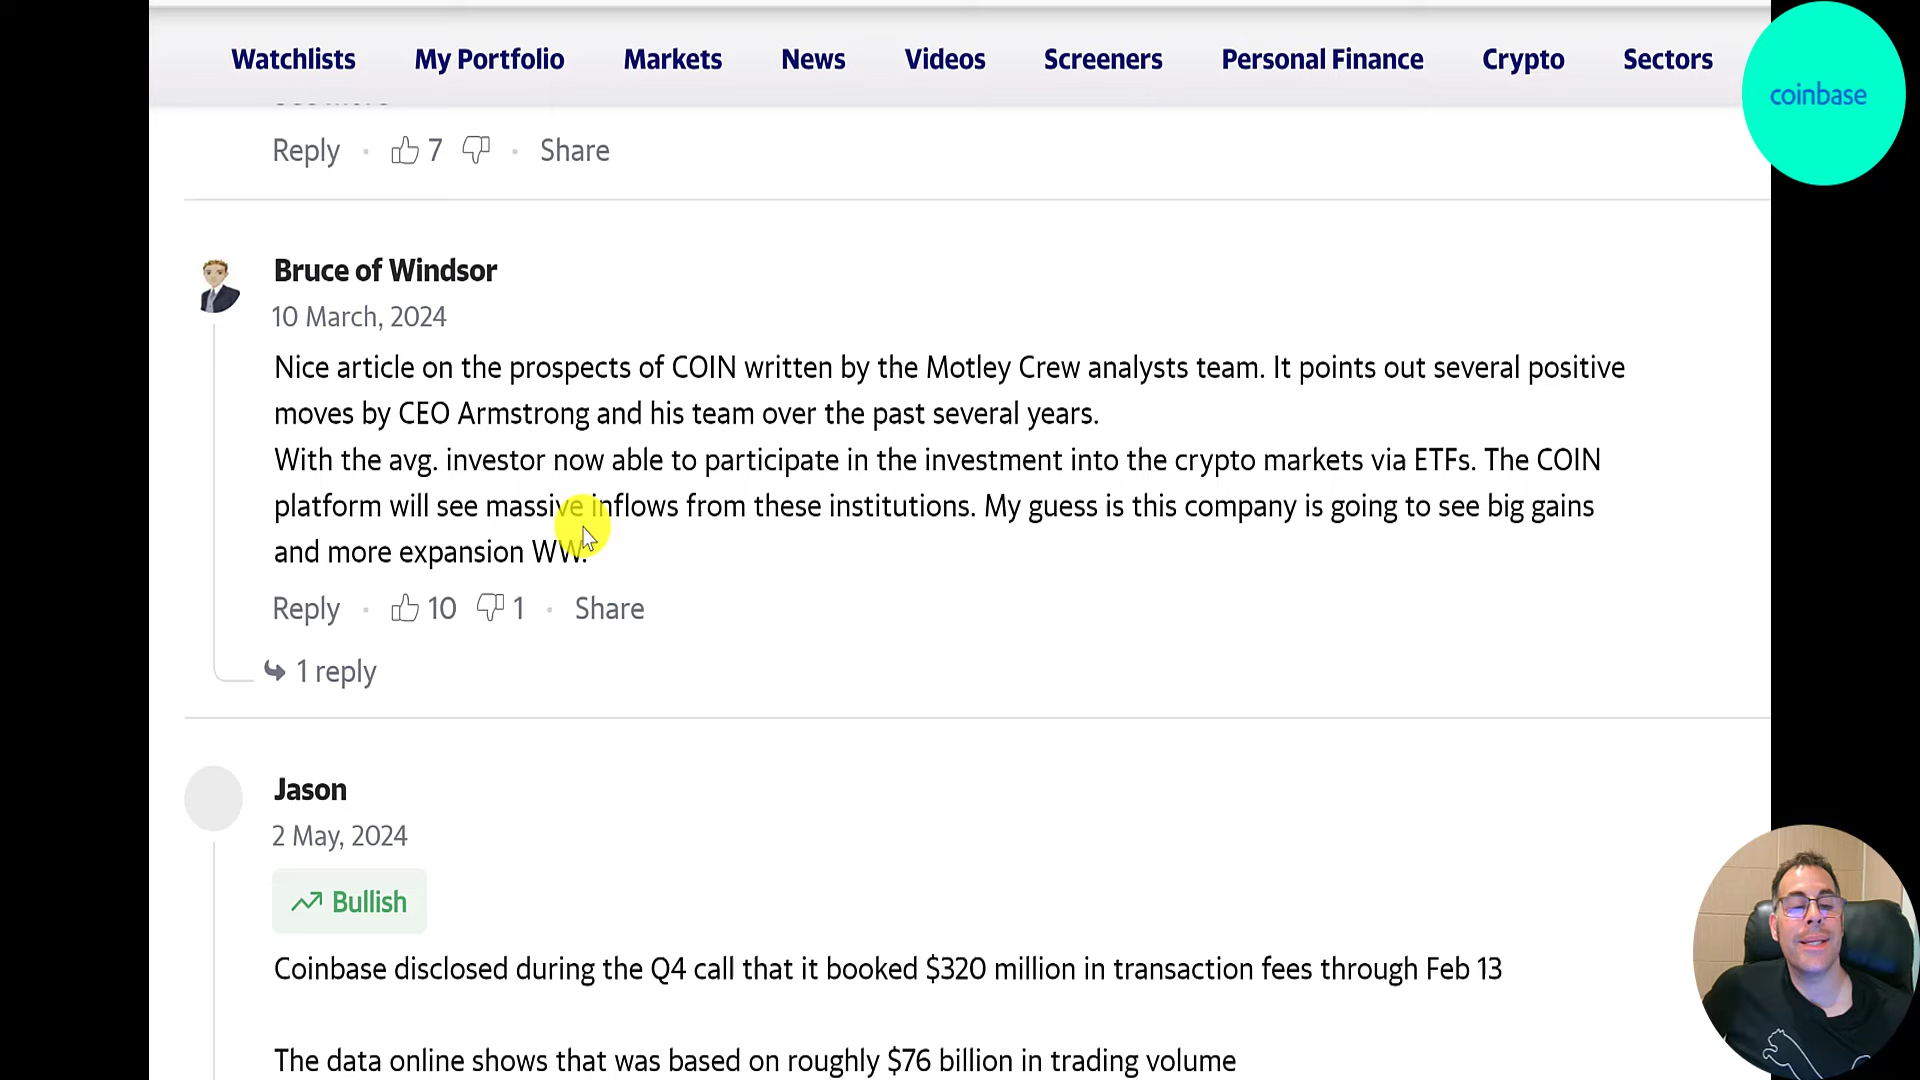 Watchlists My Portfolio Markets News Videos Screeners Personal Finance Crypto Sectors
coinbase
Reply · 7 · Share
Bruce of Windsor
10 March, 2024
Nice article on the prospects of COIN written by the Motley Crew analysts team. It points out several positive
moves by CEO Armstrong and his team over the past several years.
With the avg. investor now able to participate in the investment into the crypto markets via ETFs. The COIN
platform will see massive inflows from these institutions. My guess is this company is going to see big gains
and more expansion WW.
Reply · 10 1 · Share
1 reply
Jason
2 May, 2024
Bullish
Coinbase disclosed during the Q4 call that it booked $320 million in transaction fees through Feb 13
The data online shows that was based on roughly $76 billion in trading volume